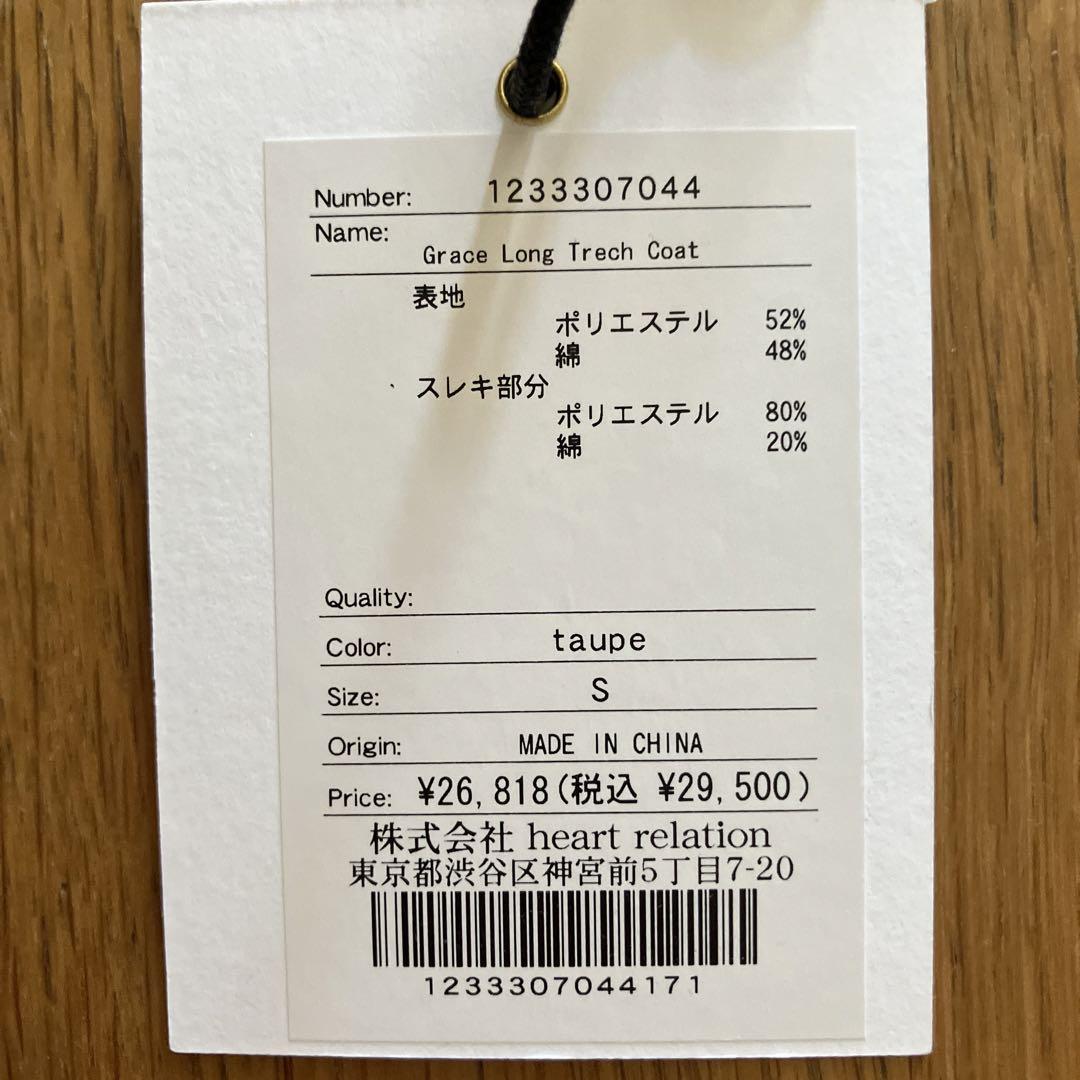 Number: 1233307044
Name:
Grace Long Trech Coat
表地
ポリエステル 52%
綿 48%
スレキ部分
ポリエステル 80%
綿 20%
Quality:
Color: taupe
Size: S
Origin: MADE IN CHINA
Price: ¥26,818(税込 ¥29,500)
株式会社 heart relation
東京都渋谷区神宮前5丁目7-20
1233307044171